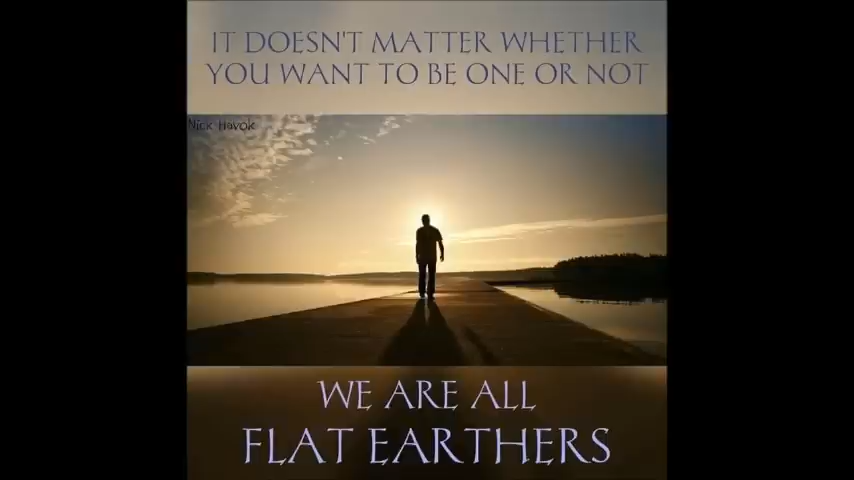 IT DOESN'T MATTER WHETHER
YOU WANT TO BE ONE OR NOT
Nick Havok
WE ARE ALL
FLAT EARTHERS